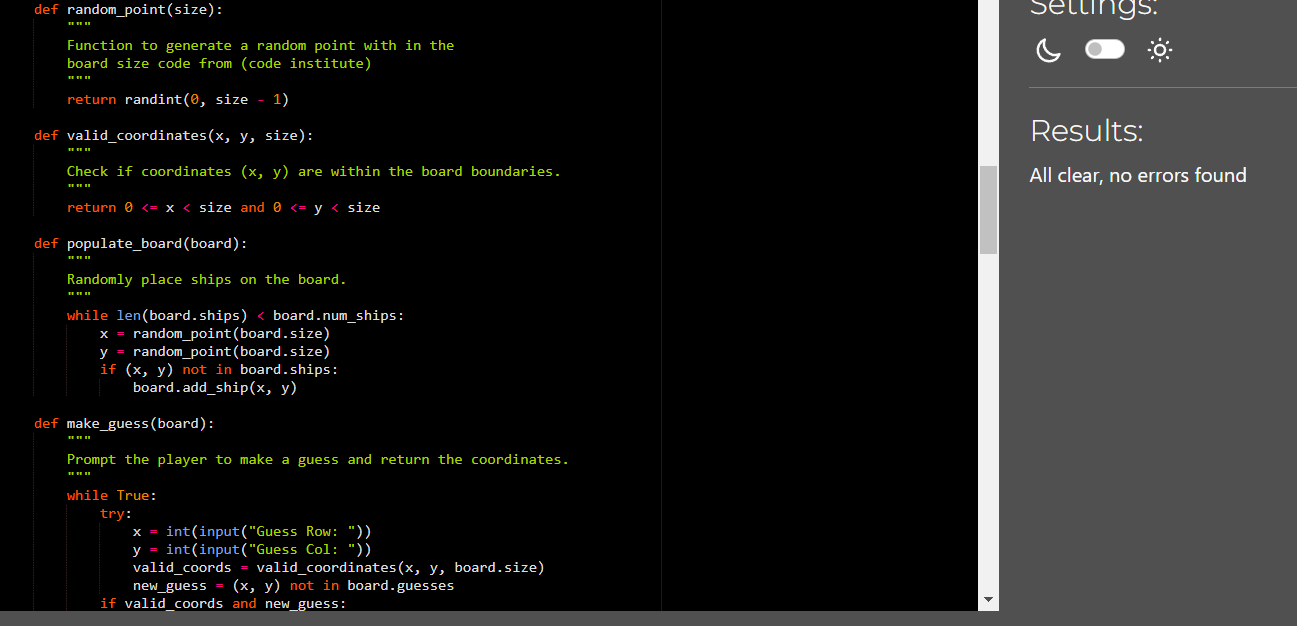 def random_point(size):
    """
    Function to generate a random point with in the
    board size code from (code institute)
    """
    return randint(0, size - 1)
def valid_coordinates(x, y, size):
    """
    Check if coordinates (x, y) are within the board boundaries.
    """
    return 0 <= x < size and 0 <= y < size
def populate_board(board):
    """
    Randomly place ships on the board.
    """
    while len(board.ships) < board.num_ships:
        x = random_point(board.size)
        y = random_point(board.size)
        if (x, y) not in board.ships:
            board.add_ship(x, y)
def make_guess(board):
    """
    Prompt the player to make a guess and return the coordinates.
    """
    while True:
        try:
            x = int(input("Guess Row: "))
            y = int(input("Guess Col: "))
            valid_coords = valid_coordinates(x, y, board.size)
            new_guess = (x, y) not in board.guesses
        if valid_coords and new_guess:
Settings:
Results:
All clear, no errors found